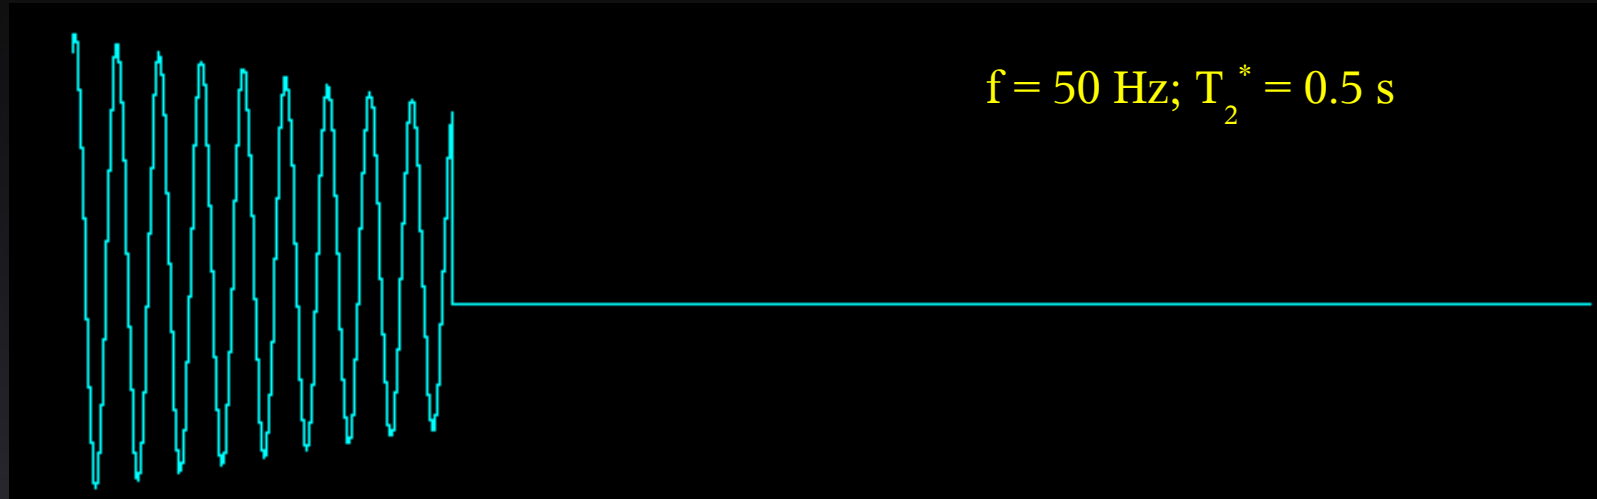 f = 50 Hz; T₂* = 0.5 s